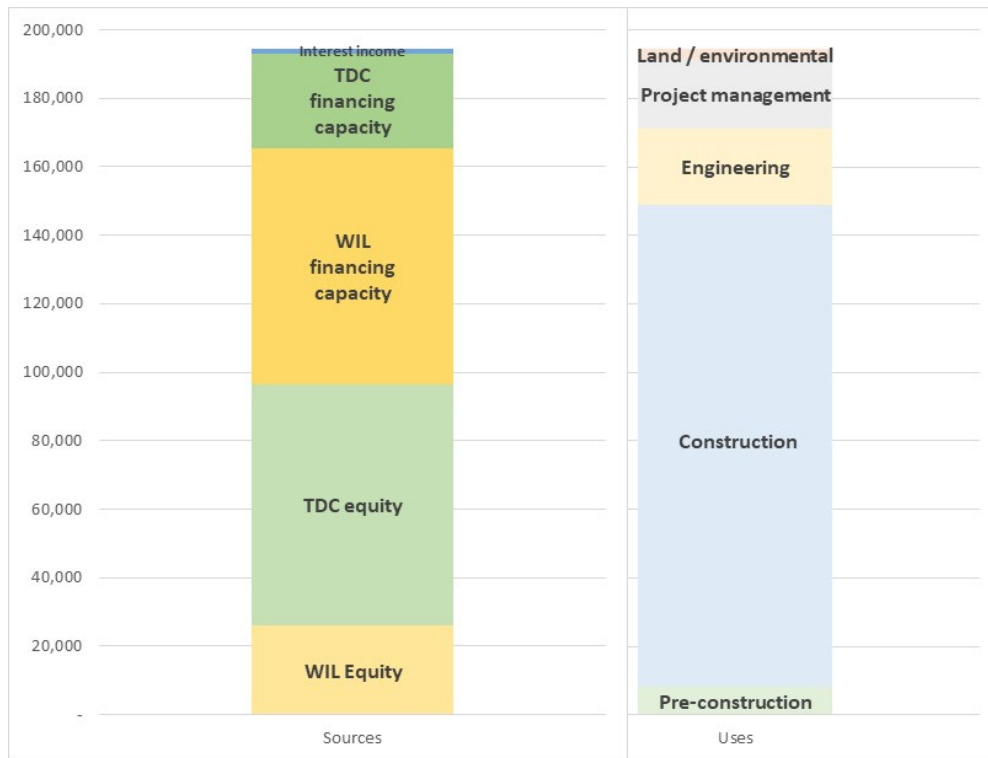 200,000
180,000
160,000
140,000
120,000
100,000
80,000
60,000
40,000
20,000
-
Interest income
TDC
financing
capacity
WIL
financing
capacity
TDC equity
WIL Equity
Sources
Land / environmental
Project management
Engineering
Construction
Pre-construction
Uses